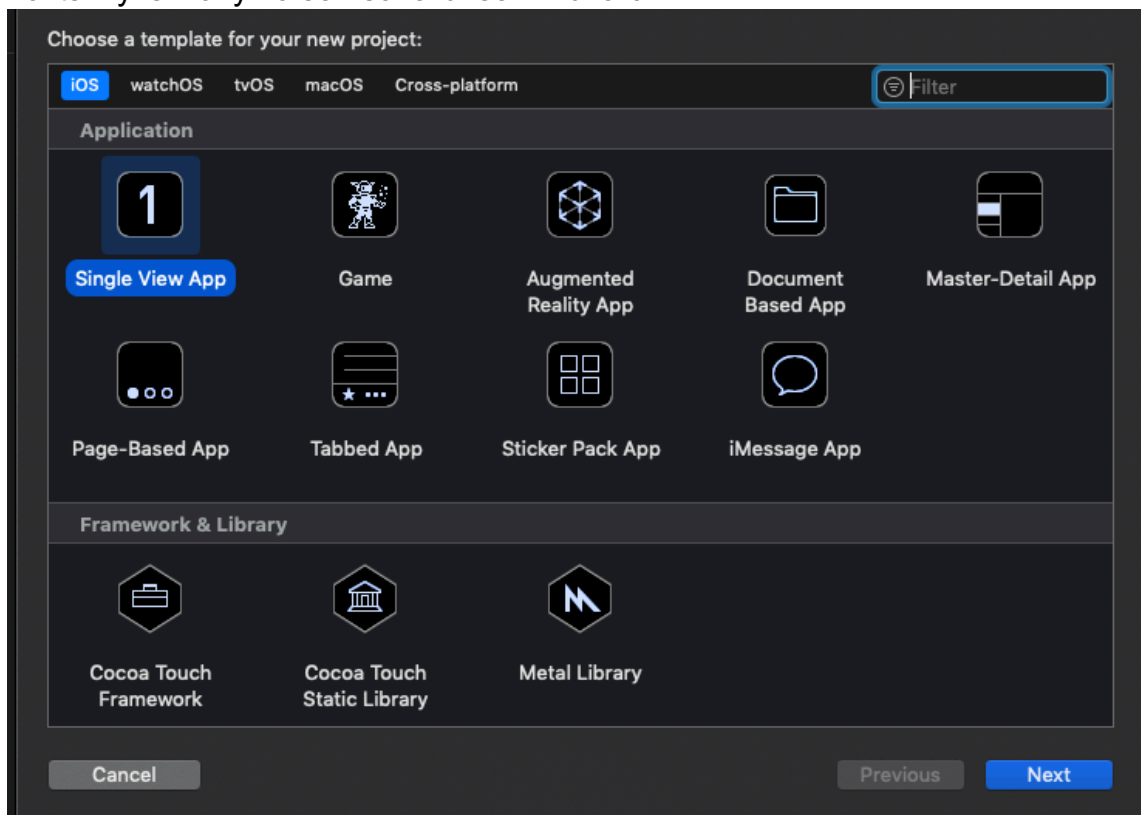 Choose a template for your new project:
iOS watchOS tvOS macOS Cross-platform Filter
Application
1
Single View App Game Augmented Reality App Document Based App Master-Detail App
Page-Based App Tabbed App Sticker Pack App iMessage App
Framework & Library
Cocoa Touch Framework Cocoa Touch Static Library Metal Library
Cancel Previous Next